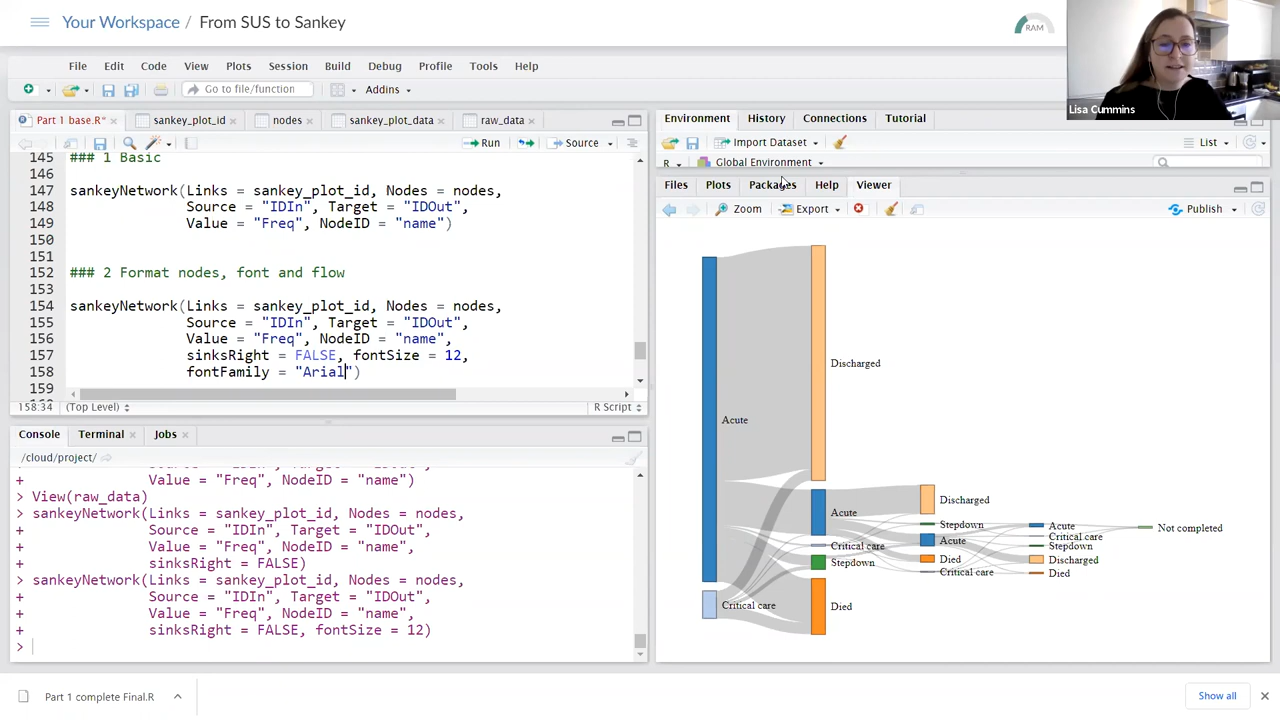 Your Workspace / From SUS to Sankey
RAM
Lisa Cummins
File Edit Code View Plots Session Build Debug Profile Tools Help
Go to file/function Addins
Part 1 base.R* sankey_plot_id nodes raw_data
Run Source
145 ### 1 Basic
146
147 sankeyNetwork(Links = sankey_plot_id, Nodes = nodes,
148 Source = "IDIn", Target = "IDOut",
149 Value = "Freq", NodeID = "name")
150
151
152 ### 2 Format nodes, font and flow
153
154 sankeyNetwork(Links = sankey_plot_id, Nodes = nodes,
155 Source = "IDIn", Target = "IDOut",
156 Value = "Freq", NodeID = "name",
157 sinksRight = FALSE, fontSize = 12,
158 fontFamily = "Arial")
159
158:34 (Top Level) R Script
Console Terminal Jobs
/cloud/project/
+ Value = "Freq", NodeID = "name")
> View(raw_data)
> sankeyNetwork(Links = sankey_plot_id, Nodes = nodes,
+ Source = "IDIn", Target = "IDOut",
+ Value = "Freq", NodeID = "name",
+ sinksRight = FALSE)
> sankeyNetwork(Links = sankey_plot_id, Nodes = nodes,
+ Source = "IDIn", Target = "IDOut",
+ Value = "Freq", NodeID = "name",
+ sinksRight = FALSE, fontSize = 12)
>
Environment History Connections Tutorial
Import Dataset List
R Global Environment
Files Plots Packages Help Viewer
Zoom Export Publish
Acute
Critical care
Discharged
Acute
Critical care
Stepdown
Died
Discharged
Stepdown
Acute
Died
Critical care
Acute
Critical care
Stepdown
Discharged
Died
Not completed
Part 1 complete Final.R
Show all